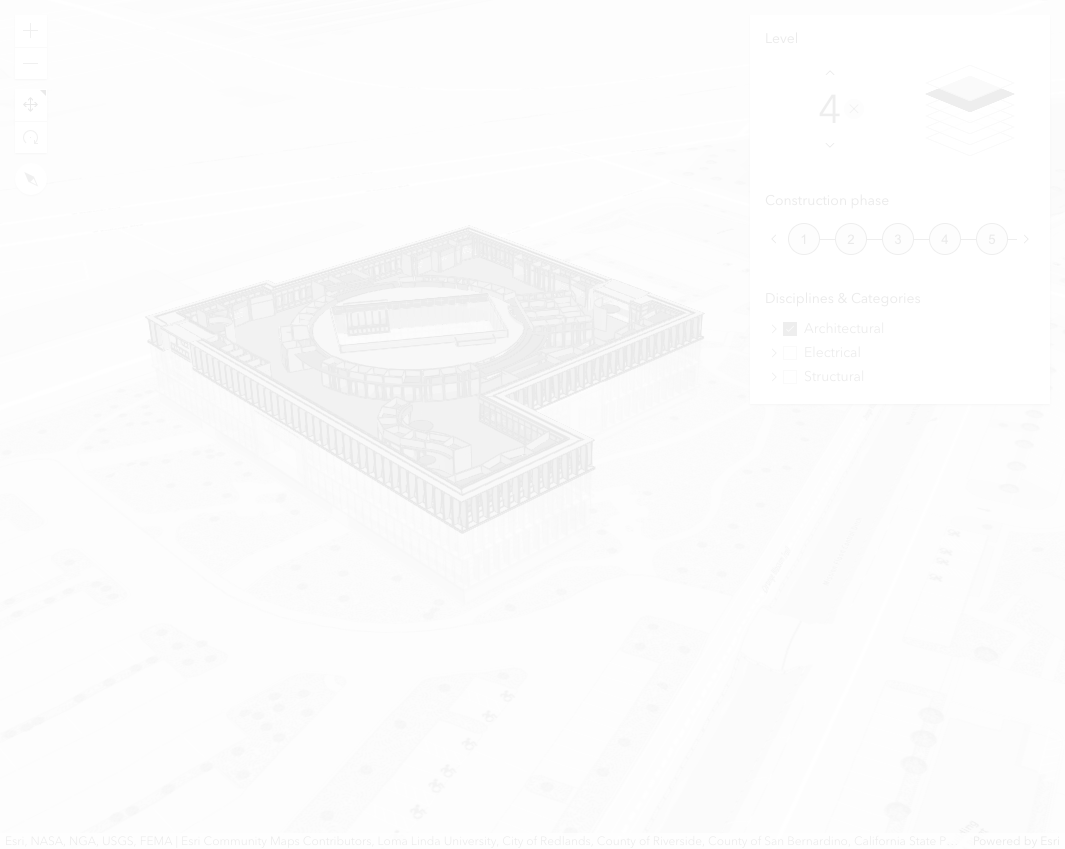 Level
4
Construction phase
1 2 3 4 5
Disciplines & Categories
Architectural
Electrical
Structural
Esri, NASA, NGA, USGS, FEMA | Esri Community Maps Contributors, Loma Linda University, City of Redlands, County of Riverside, County of San Bernardino, California State P... Powered by Esri